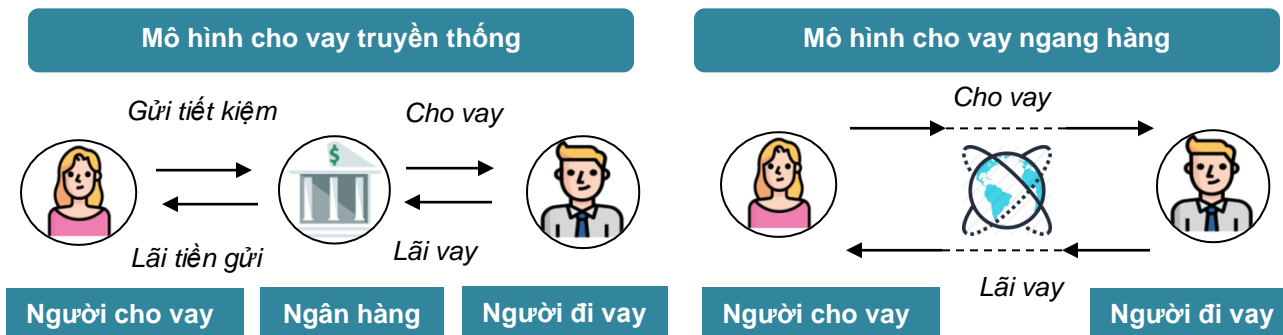 Mô hình cho vay truyền thống
Gửi tiết kiệm
Cho vay
$
Lãi tiền gửi
Lãi vay
Người cho vay
Ngân hàng
Người đi vay
Mô hình cho vay ngang hàng
Cho vay
Lãi vay
Người cho vay
Người đi vay